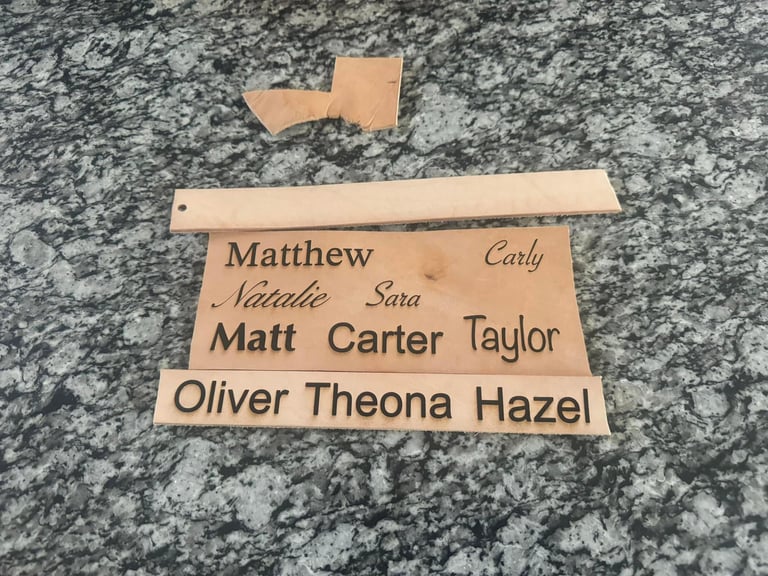 Matthew Carly
Natalie Sara
Matt Carter Taylor
Oliver Theona Hazel